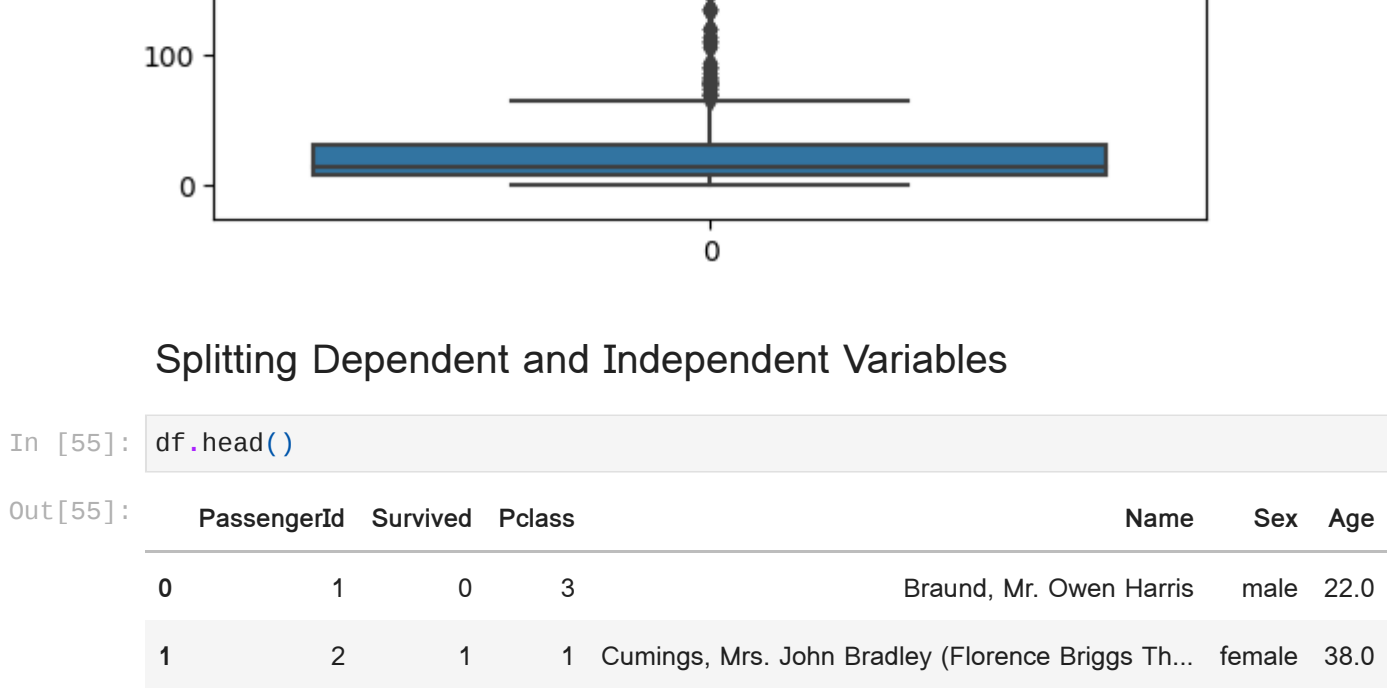 100
0
0
Splitting Dependent and Independent Variables
In [55]: df.head()
Out[55]: PassengerId Survived Pclass Name Sex Age
0 1 0 3 Braund, Mr. Owen Harris male 22.0
1 2 1 1 Cumings, Mrs. John Bradley (Florence Briggs Th... female 38.0